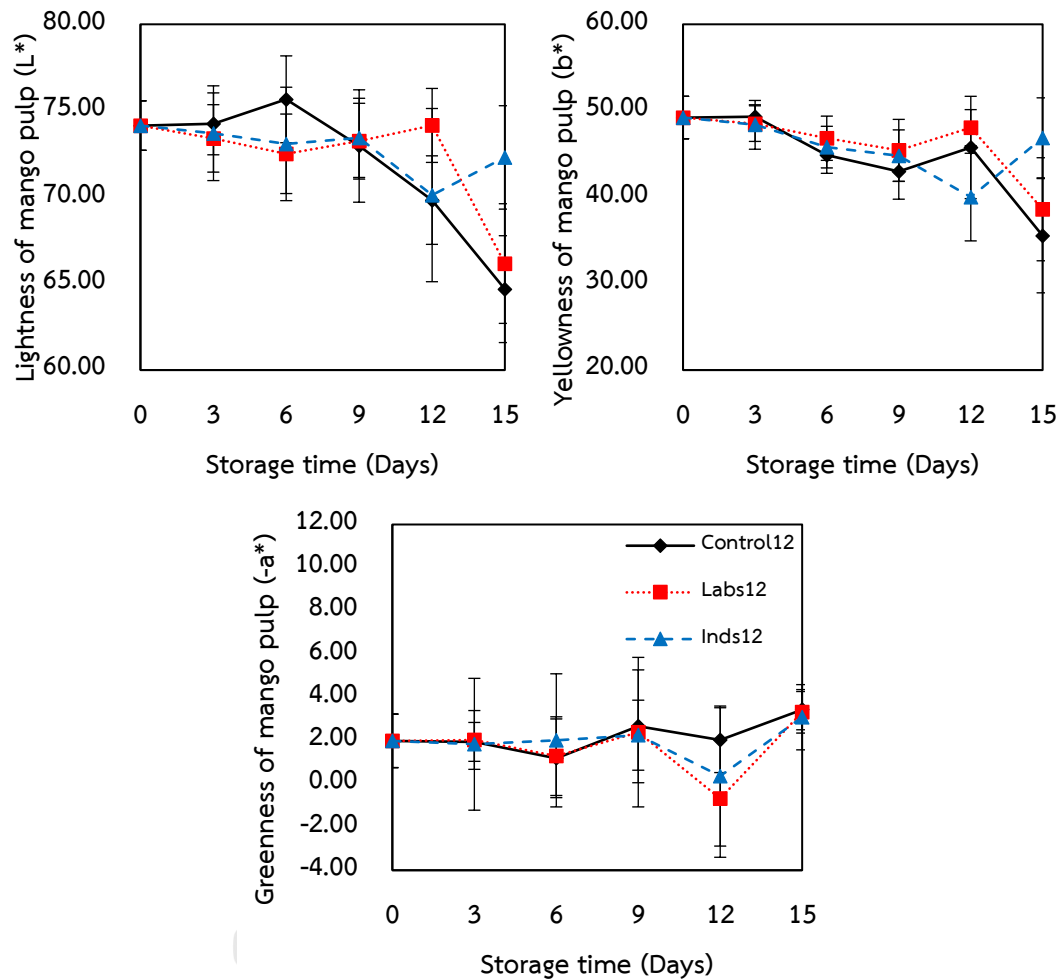 Lightness of mango pulp (L*)
80.00
75.00
70.00
65.00
60.00
0 3 6 9 12 15
Storage time (Days)
Yellowness of mango pulp (b*)
60.00
50.00
40.00
30.00
20.00
0 3 6 9 12 15
Storage time (Days)
Greenness of mango pulp (-a*)
12.00
10.00
8.00
6.00
4.00
2.00
0.00
-2.00
-4.00
Control12
Labs12
Inds12
0 3 6 9 12 15
Storage time (Days)